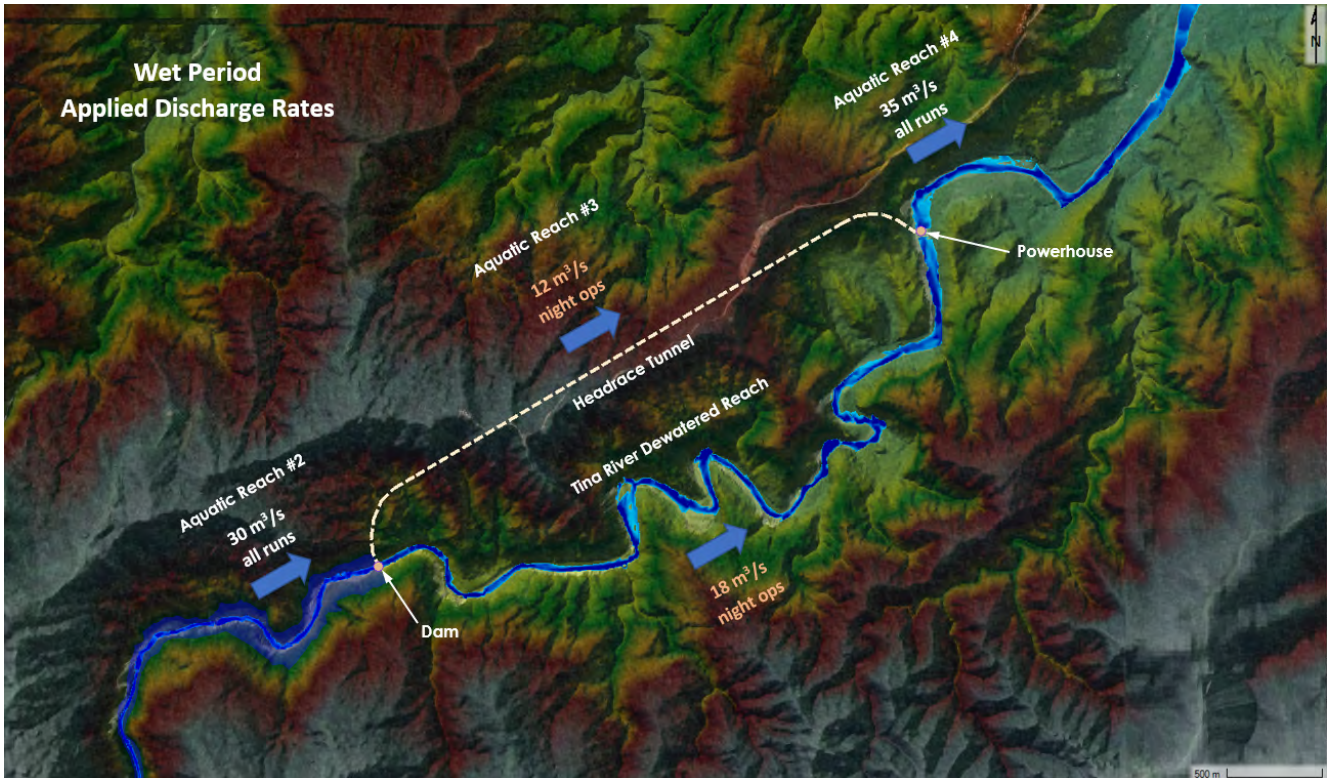 Wet Period
Applied Discharge Rates
N
Aquatic Reach #4
35 m³/s
all runs
Aquatic Reach #3
12 m³/s
night ops
Powerhouse
Headrace Tunnel
Tina River Dewatered Reach
Aquatic Reach #2
30 m³/s
all runs
18 m³/s
night ops
Dam
500 m